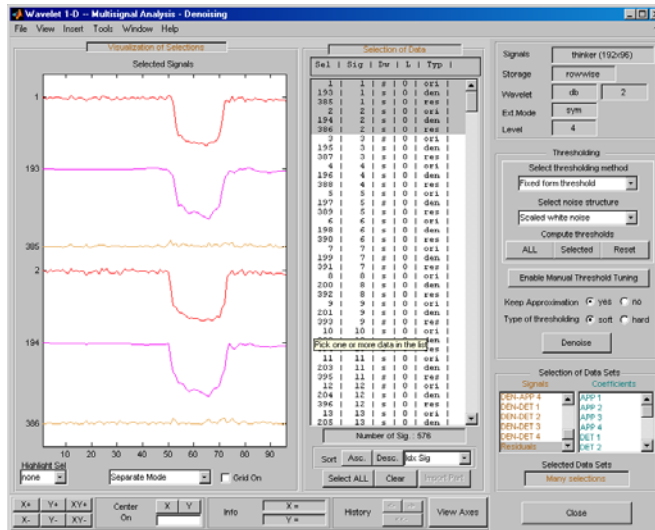 Wavelet 1-D -- Multisignal Analysis - Denoising
File View Insert Tools Window Help
Visualization of Selections
Selected Signals
1
193
385
2
194
386
10 20 30 40 50 60 70 80 90
Highlight Sel
none
Separate Mode
Grid On
Selection of Data
Sel | Sig | Dw | L | Typ |
1 | 1 | s | 0 | ori |
193 | 1 | s | 0 | den |
385 | 1 | s | 0 | res |
2 | 2 | s | 0 | ori |
194 | 2 | s | 0 | den |
386 | 2 | s | 0 | res |
3 | 3 | s | 0 | ori |
195 | 3 | s | 0 | den |
387 | 3 | s | 0 | res |
4 | 4 | s | 0 | ori |
196 | 4 | s | 0 | den |
388 | 4 | s | 0 | res |
5 | 5 | s | 0 | ori |
197 | 5 | s | 0 | den |
389 | 5 | s | 0 | res |
6 | 6 | s | 0 | ori |
198 | 6 | s | 0 | den |
390 | 6 | s | 0 | res |
7 | 7 | s | 0 | ori |
199 | 7 | s | 0 | den |
391 | 7 | s | 0 | res |
8 | 8 | s | 0 | ori |
200 | 8 | s | 0 | den |
392 | 8 | s | 0 | res |
9 | 9 | s | 0 | ori |
201 | 9 | s | 0 | den |
393 | 9 | s | 0 | res |
10 | 10 | s | 0 | ori |
Pick one or more data in the list
11 | 11 | s | 0 | ori |
203 | 11 | s | 0 | den |
395 | 11 | s | 0 | res |
12 | 12 | s | 0 | ori |
204 | 12 | s | 0 | den |
396 | 12 | s | 0 | res |
13 | 13 | s | 0 | ori |
205 | 13 | s | 0 | den |
Number of Sig. : 576
Sort Asc. Desc. Idx Sig
Select ALL Clear Import Part
Signals thinker (192x96)
Storage rowwise
Wavelet db 2
Ext.Mode sym
Level 4
Thresholding
Select thresholding method
Fixed form threshold
Select noise structure
Scaled white noise
Compute thresholds
ALL Selected Reset
Enable Manual Threshold Tuning
Keep Approximation yes no
Type of thresholding soft hard
Denoise
Selection of Data Sets
Signals Coefficients
DEN-APP 4 APP 1
DEN-DET 1 APP 2
DEN-DET 2 APP 3
DEN-DET 3 APP 4
DEN-DET 4 DET 1
Residuals DET 2
Selected Data Sets
Many selections
X+ Y+ XY+
X- Y- XY-
Center
On
X Y
Info
X =
Y =
History
View Axes
Close